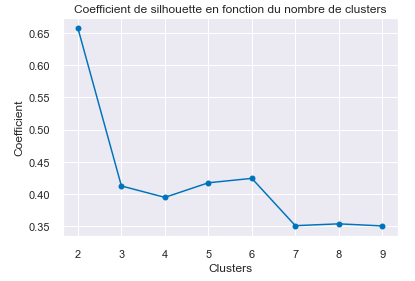 Coefficient de silhouette en fonction du nombre de clusters
0.65
0.60
0.55
0.50
0.45
0.40
0.35
Coefficient
2 3 4 5 6 7 8 9
Clusters